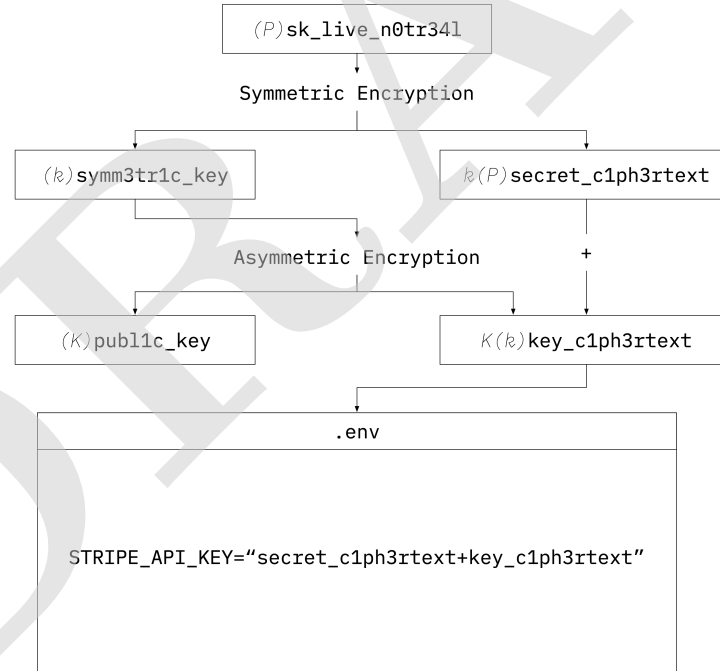 (P)sk_live_n0tr34l
Symmetric Encryption
(k)symm3tr1c_key
k(P)secret_c1ph3rtext
Asymmetric Encryption
+
(K)publ1c_key
K(k)key_c1ph3rtext
.env
STRIPE_API_KEY=“secret_c1ph3rtext+key_c1ph3rtext”